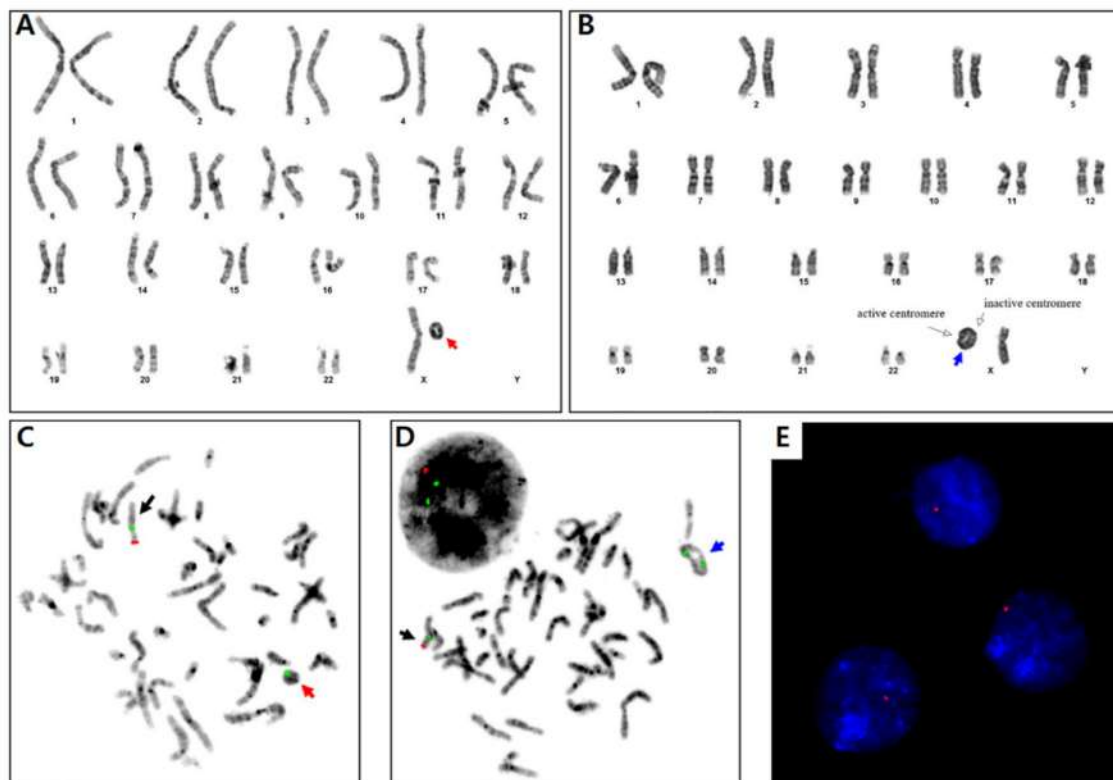 A
1 2 3 4 5
6 7 8 9 10 11 12
13 14 15 16 17 18
19 20 21 22 X Y
B
1 2 3 4 5
6 7 8 9 10 11 12
13 14 15 16 17 18
inactive centromere
active centromere
19 20 21 22 X Y
C
D
E